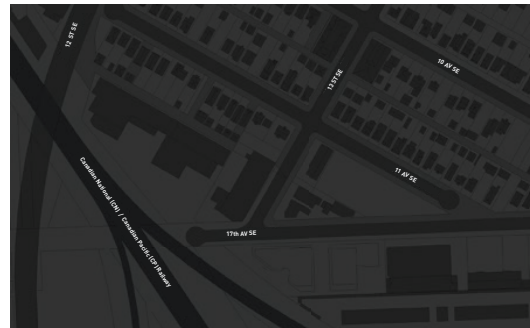 12 ST SE
12 ST SE
10 AV SE
11 AV SE
17th AV SE
Canadian National (CN) / Canadian Pacific (CP) Railway